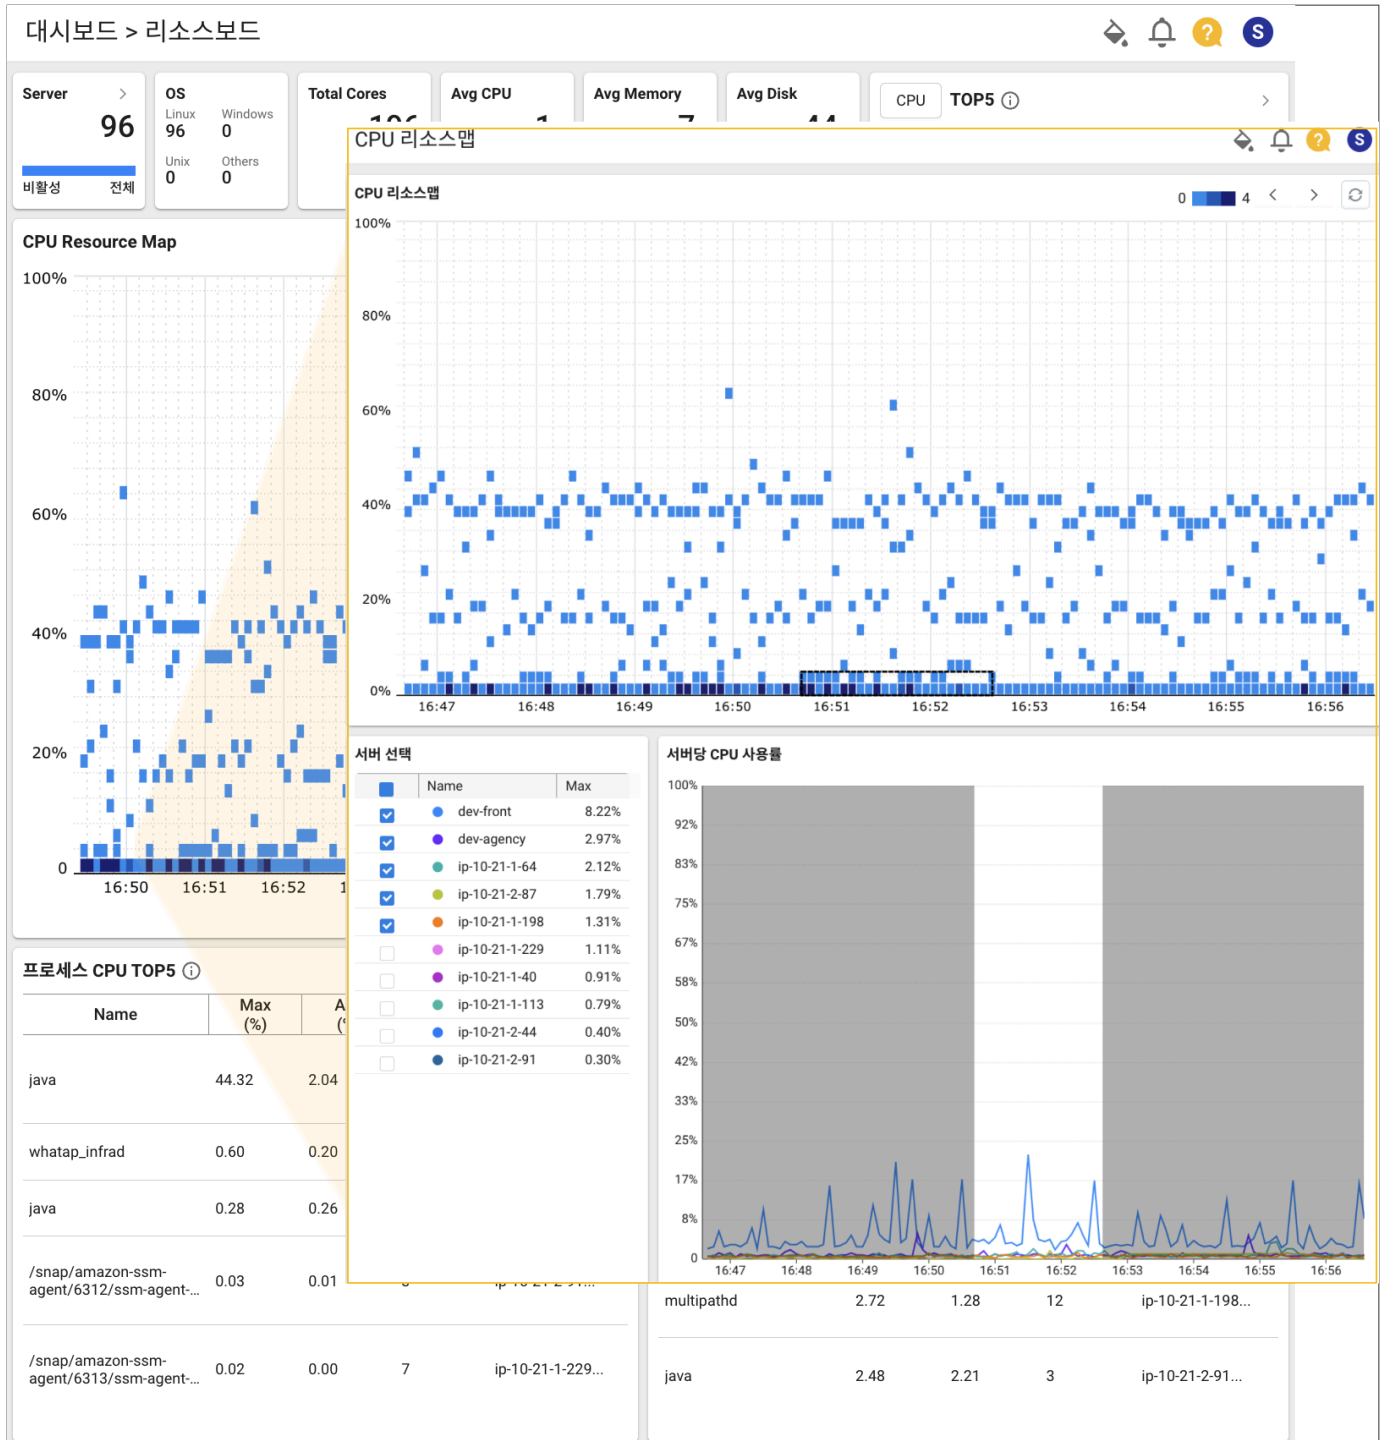 대시보드 > 리소스보드
?
S
Server
96
비활성 전체
OS
Linux Windows
96 0
Unix Others
0 0
Total Cores
Avg CPU
Avg Memory
Avg Disk
44
CPU TOP5
CPU Resource Map
100%
80%
60%
40%
20%
0
16:50 16:51 16:52
프로세스 CPU TOP5
Name Max (%)
java 44.32 2.04
whatap_infrad 0.60 0.20
java 0.28 0.26
/snap/amazon-ssm-
agent/6312/ssm-agent-... 0.03 0.01
/snap/amazon-ssm-
agent/6313/ssm-agent-... 0.02 0.00 7 ip-10-21-1-229...
multipathd 2.72 1.28 12 ip-10-21-1-198...
java 2.48 2.21 3 ip-10-21-2-91...
CPU 리소스맵
?
S
CPU 리소스맵
0 4
100%
80%
60%
40%
20%
0%
16:47 16:48 16:49 16:50 16:51 16:52 16:53 16:54 16:55 16:56
서버 선택
Name Max
dev-front 8.22%
dev-agency 2.97%
ip-10-21-1-64 2.12%
ip-10-21-2-87 1.79%
ip-10-21-1-198 1.31%
ip-10-21-1-229 1.11%
ip-10-21-1-40 0.91%
ip-10-21-1-113 0.79%
ip-10-21-2-44 0.40%
ip-10-21-2-91 0.30%
서버당 CPU 사용률
100%
92%
83%
75%
67%
58%
50%
42%
33%
25%
17%
8%
0
16:47 16:48 16:49 16:50 16:51 16:52 16:53 16:54 16:55 16:56